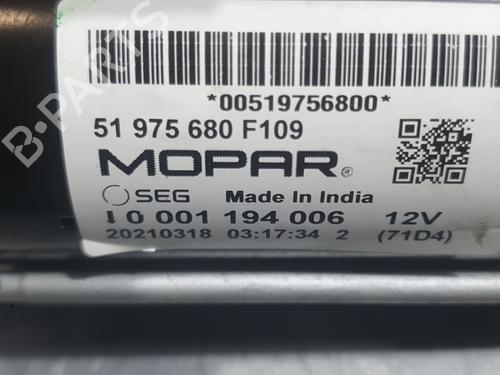 B-PARTS
*00519756800*
51 975 680 F109
MOPAR®
SEG Made In India
0 001 194 006 12V
20210318 03:17:34 2 (71D4)